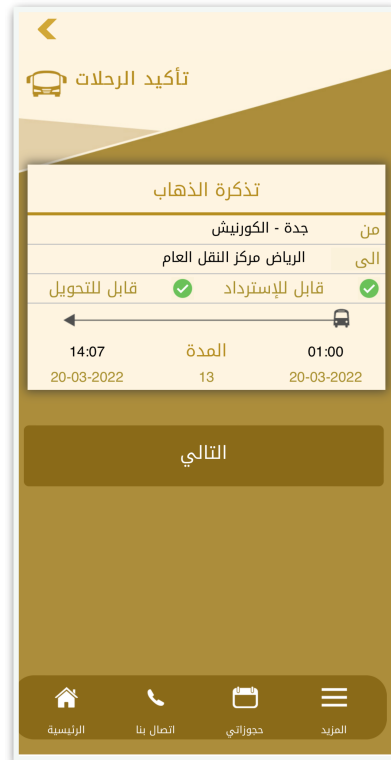 تأكيد الرحلات
تذكرة الذهاب
من جدة - الكورنيش
الى الرياض مركز النقل العام
قابل للإسترداد قابل للتحويل
01:00 المدة 14:07
20-03-2022 13 20-03-2022
التالي
المزيد حجوزاتي اتصال بنا الرئيسية